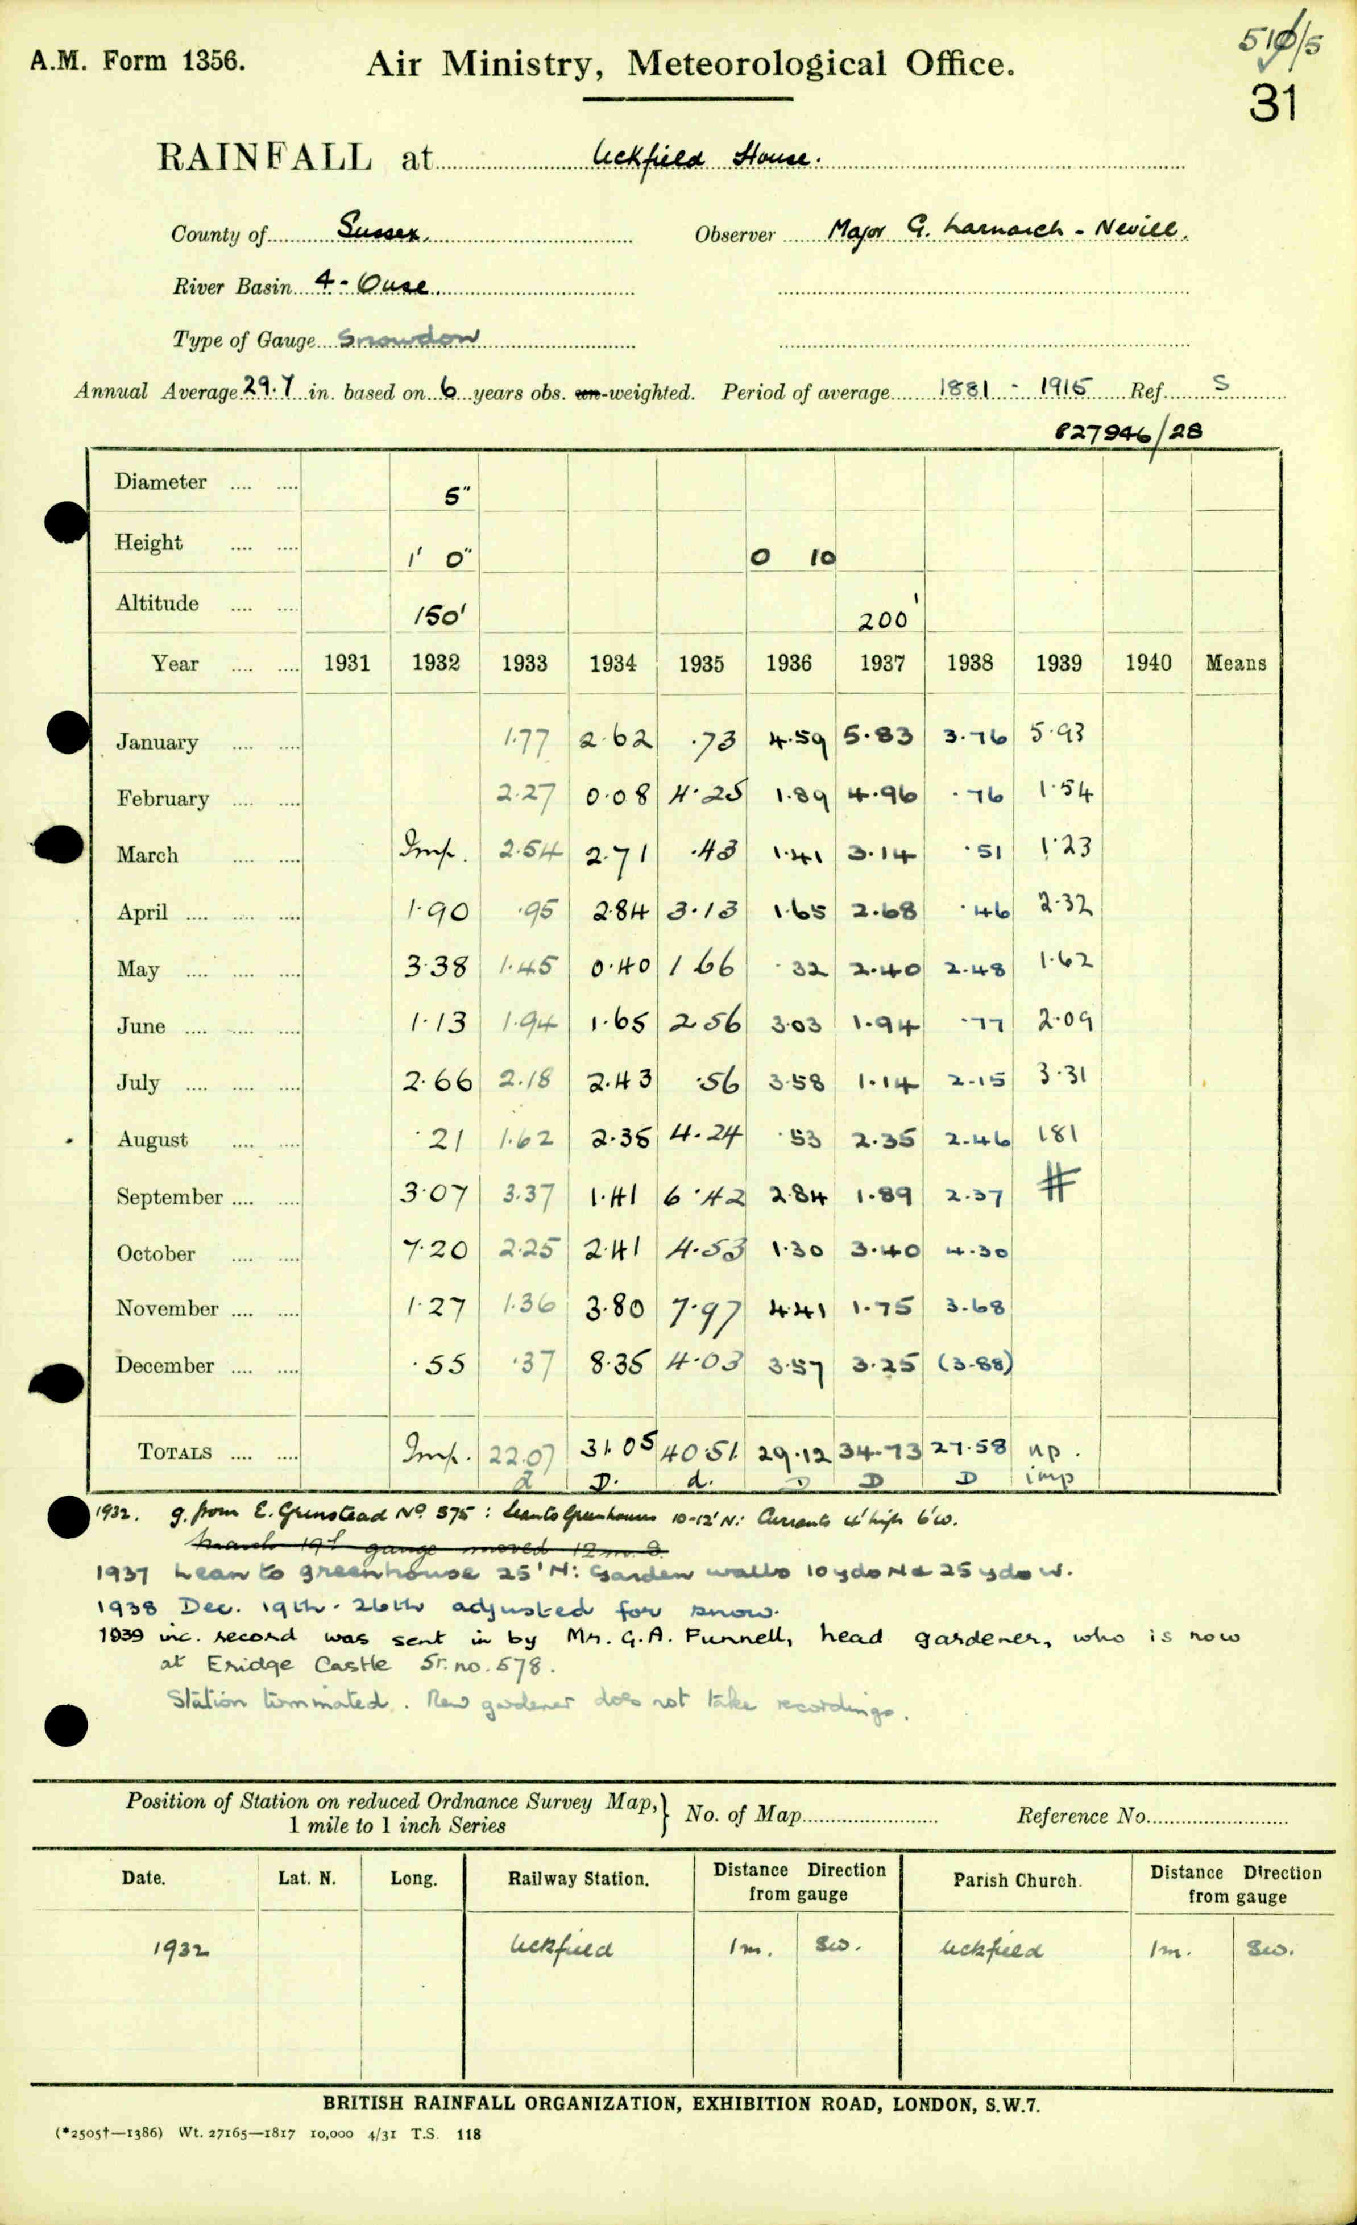 A.M. Form 1356.
Air Ministry, Meteorological Office.
31
RAINFALL at Uckfield House.
County of Sussex. Observer Major G. Larnarch - Nevill.
River Basin 4 - Ouse
Type of Gauge Snowdon
Annual Average 29.7 in. based on 6 years obs. un-weighted. Period of average 1881 - 1915 Ref. S
827946/28
Diameter .... .... 5"
Height .... .... 1' 0" 0 10
Altitude .... .... 150' 200'
Year .... .... 1931 1932 1933 1934 1935 1936 1937 1938 1939 1940 Means
January .... .... 1.77 2.62 .73 4.59 5.83 3.76 5.93
February .... .... 2.27 0.08 4.25 1.89 4.96 .76 1.54
March .... .... Imp. 2.54 2.71 .43 1.41 3.14 .51 1.23
April .... .... .... 1.90 .95 2.84 3.13 1.65 2.68 .46 2.32
May .... .... .... 3.38 1.45 0.40 1 66 .32 2.40 2.48 1.62
June .... .... .... 1.13 1.94 1.65 2 56 3.03 1.94 .77 2.09
July .... .... .... 2.66 2.18 2.43 .56 3.58 1.14 2.15 3.31
August .... .... .21 1.62 2.35 4.24 .53 2.35 2.46 1.81
September .... .... 3.07 3.37 1.41 6.42 2.84 1.89 2.37 #
October .... .... 7.20 2.25 2.41 4.53 1.30 3.40 4.30
November .... .... 1.27 1.36 3.80 7.97 4.41 1.75 3.68
December .... .... .55 .37 8.35 4.03 3.57 3.25 (3.88)
TOTALS .... .... Imp. 22.07 31.05 40.51 29.12 34.73 27.58 up.
D. d. D D D imp
1932. g. from E. Grinstead No. 575 : Leanto Greenhouses 10-12' N: Currants 4' high 6' W.
March 19th gauge moved 12 m. S.
1937 Lean to greenhouse 25' N: Garden walls 10 yds N & 25 yds W.
1938 Dec. 19th - 26th adjusted for snow.
1939 inc. record was sent in by Mr. G.A. Funnell, head gardener, who is now
at Eridge Castle Sr. no. 578.
Station terminated. New gardener does not take recordings.
Position of Station on reduced Ordnance Survey Map, 1 mile to 1 inch Series } No. of Map Reference No.
Date. Lat. N. Long. Railway Station. Distance Direction from gauge Parish Church. Distance Direction from gauge
1932 Uckfield 1m. SW. Uckfield 1m. SW.
BRITISH RAINFALL ORGANIZATION, EXHIBITION ROAD, LONDON, S.W.7.
(*2505†—1386) Wt. 27165—1817 10,000 4/31 T.S. 118